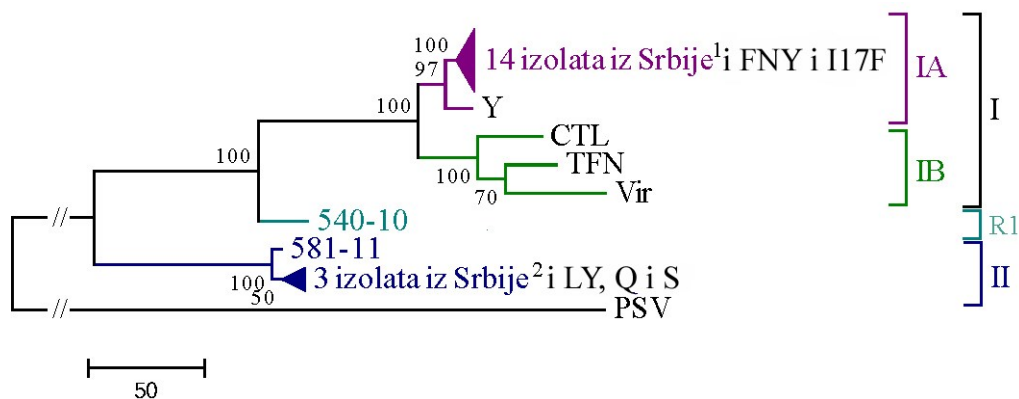 100
14 izolata iz Srbije1 i FNY i I17F
97
IA
I
100
Y
CTL
100
TFN
IB
100
70
Vir
//
540-10
R1
581-11
100
3 izolata iz Srbije2 i LY, Q i S
II
50
//
PSV
50